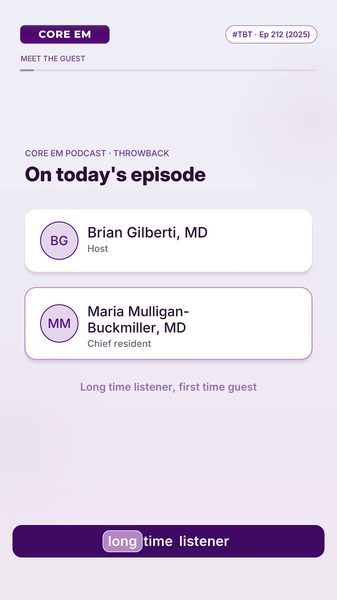 CORE EM
#TBT · Ep 212 (2025)
MEET THE GUEST
CORE EM PODCAST · THROWBACK
On today's episode
BG
Brian Gilberti, MD
Host
MM
Maria Mulligan-
Buckmiller, MD
Chief resident
Long time listener, first time guest
long time listener